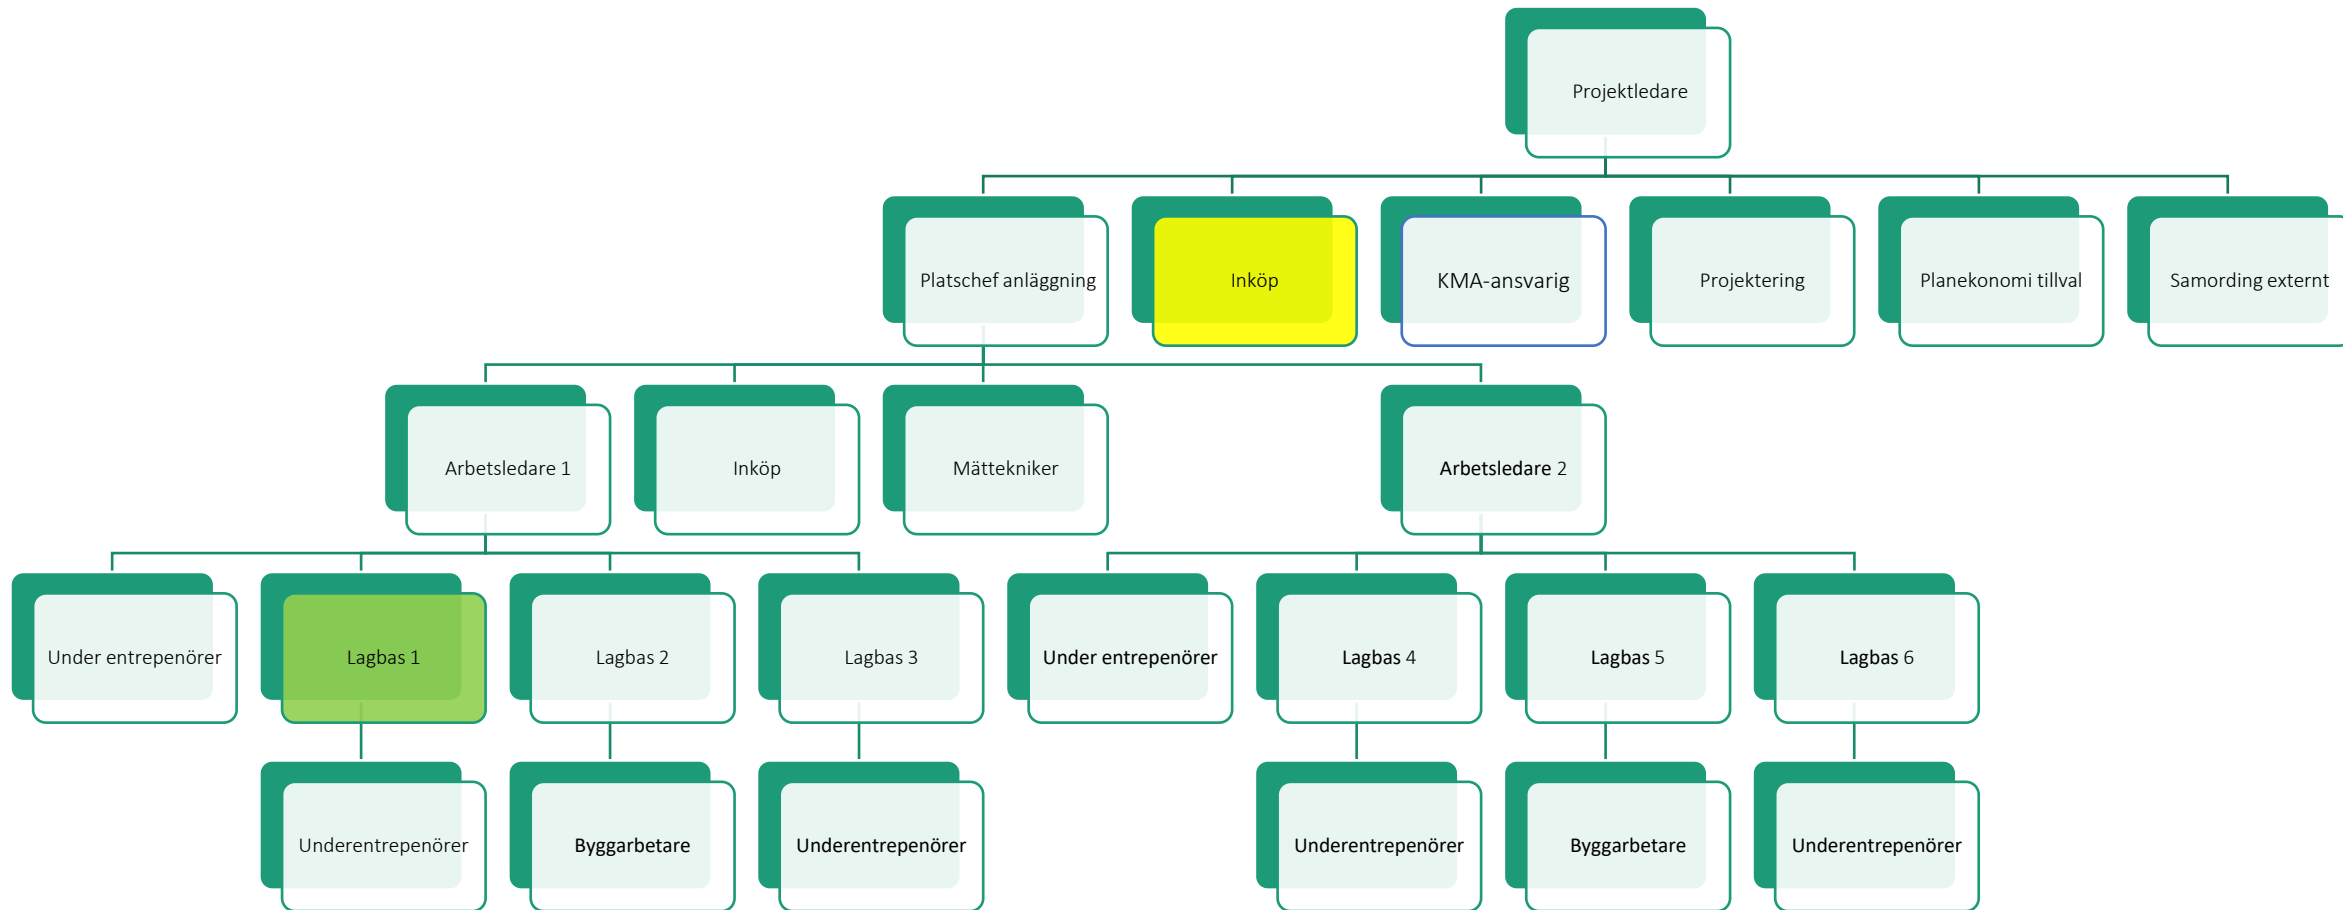 Projektledare
Platschef anläggning
Inköp
KMA-ansvarig
Projektering
Planekonomi tillval
Samording externt
Arbetsledare 1
Inköp
Mättekniker
Arbetsledare 2
Under entrepenörer
Lagbas 1
Lagbas 2
Lagbas 3
Under entrepenörer
Lagbas 4
Lagbas 5
Lagbas 6
Underentrepenörer
Byggarbetare
Underentrepenörer
Underentrepenörer
Byggarbetare
Underentrepenörer